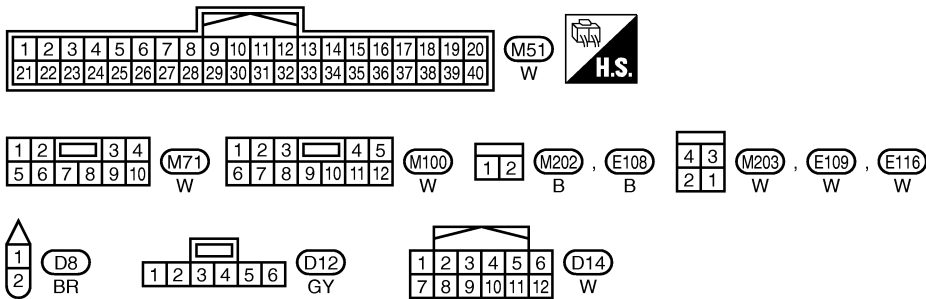 1 2 3 4 5 6 7 8 9 10 11 12 13 14 15 16 17 18 19 20 M51
21 22 23 24 25 26 27 28 29 30 31 32 33 34 35 36 37 38 39 40 W
H.S.
1 2 3 4 M71
5 6 7 8 9 10 W
1 2 3 4 5 M100
6 7 8 9 10 11 12 W
1 2 M202 , E108
B B
4 3 M203 , E109 , E116
2 1 W W W
1 D8
2 BR
1 2 3 4 5 6 D12
GY
1 2 3 4 5 6 D14
7 8 9 10 11 12 W